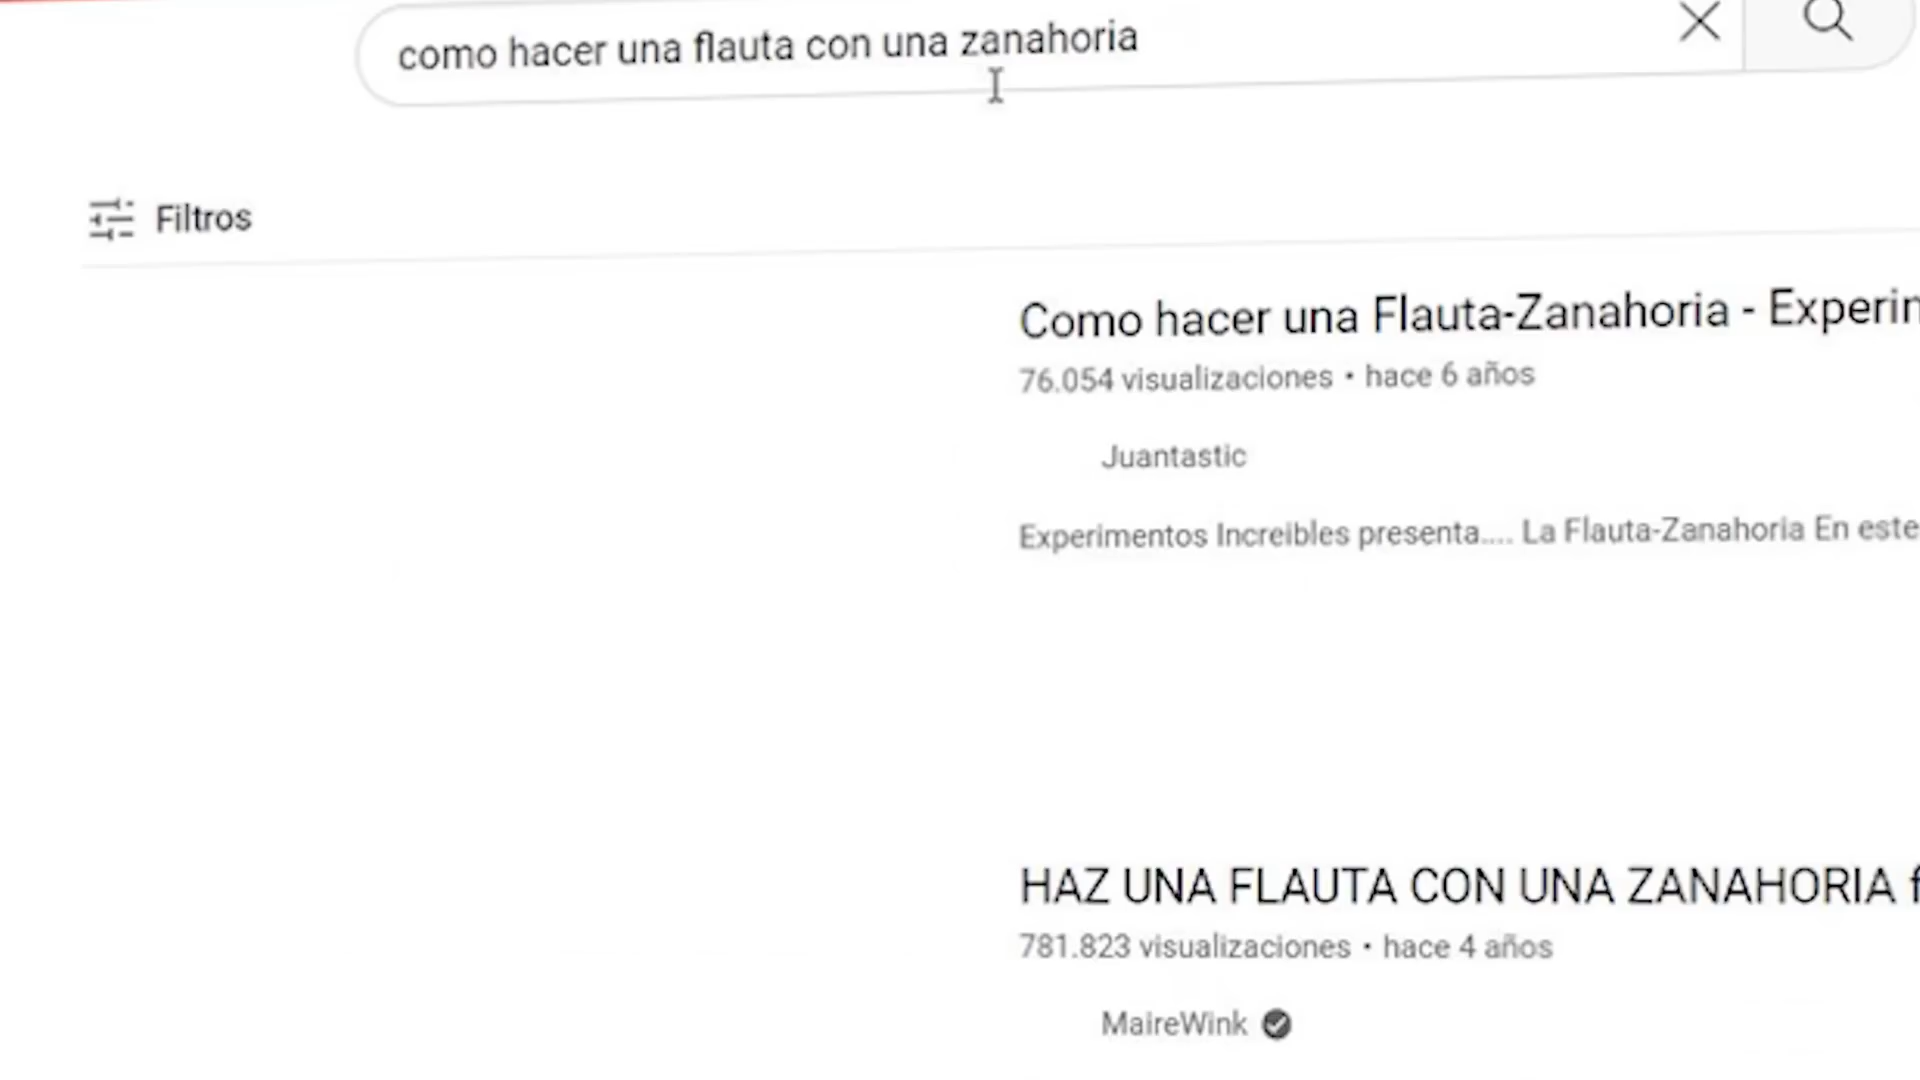 como hacer una flauta con una zanahoria
Filtros
Como hacer una Flauta-Zanahoria -
76.054 visualizaciones • hace 6 años
Juantastic
Experimentos Increibles presenta.... La Flauta-Zanahoria En este
HAZ UNA FLAUTA CON UNA ZANAHORIA
781.823 visualizaciones • hace 4 años
MaireWink